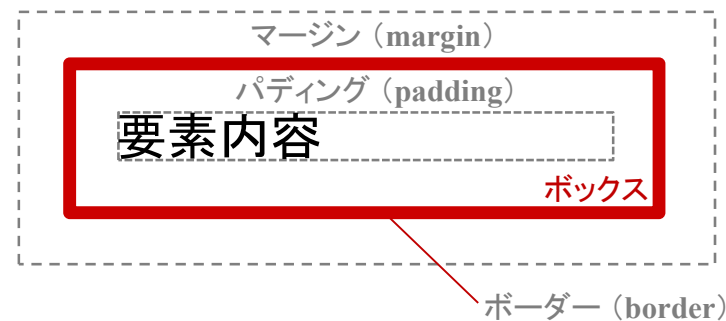 マージン（margin）
パディング（padding）
要素内容
ボックス
ボーダー（border）